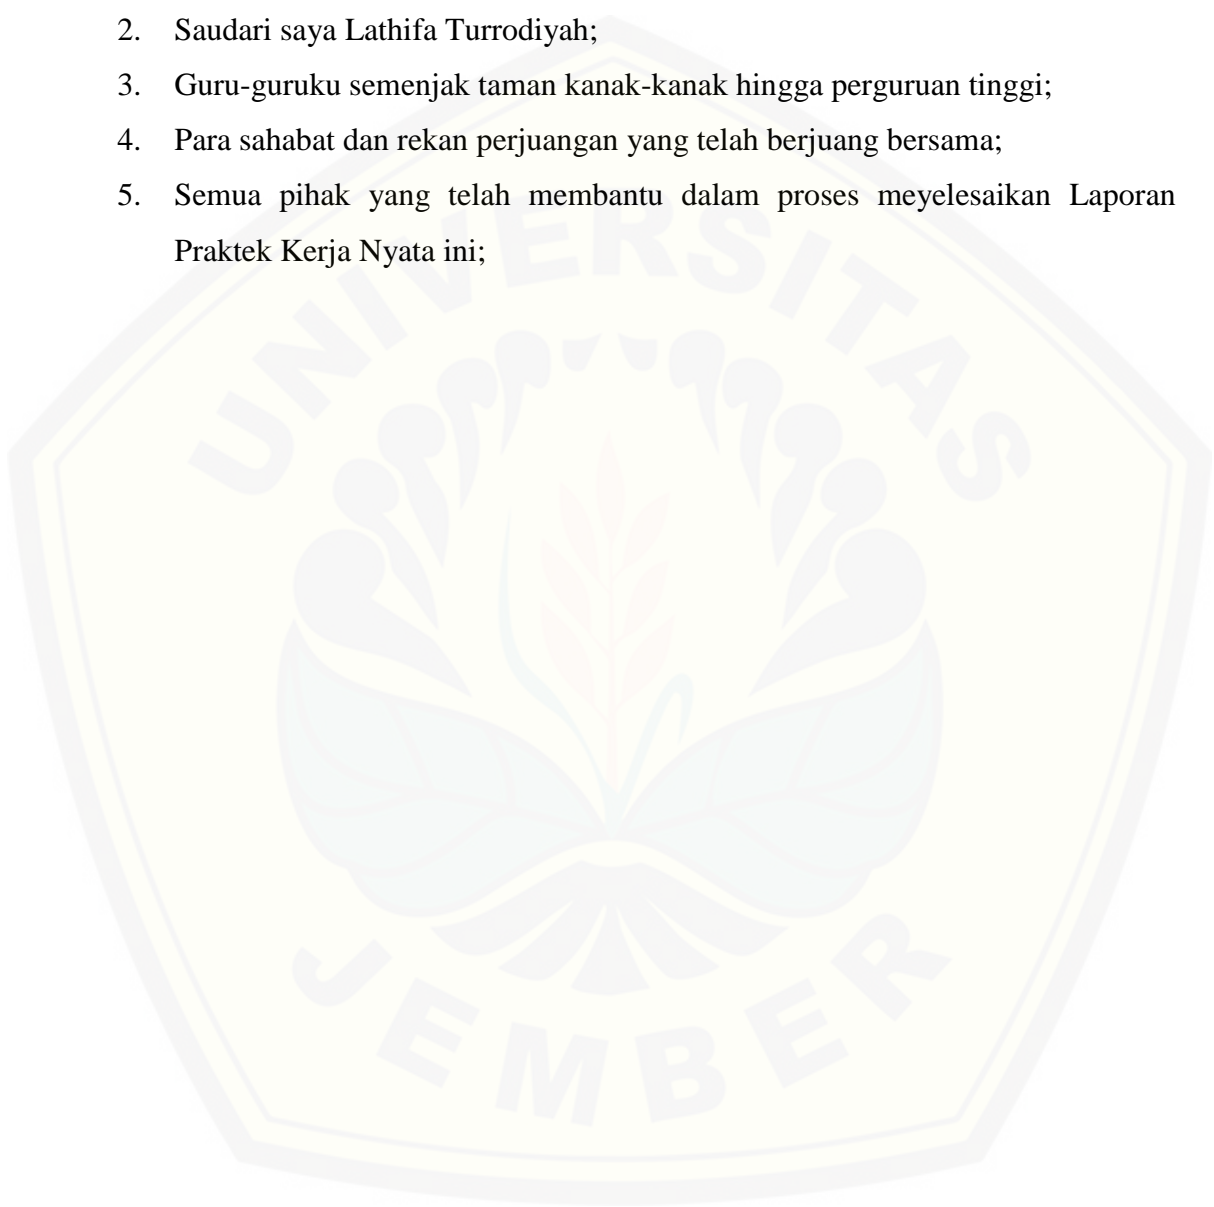 2. Saudari saya Lathifa Turrodiyah;
3. Guru-guruku semenjak taman kanak-kanak hingga perguruan tinggi;
4. Para sahabat dan rekan perjuangan yang telah berjuang bersama;
5. Semua pihak yang telah membantu dalam proses meyelesaikan Laporan
Praktek Kerja Nyata ini;
UNIVERSITAS
JEMBER